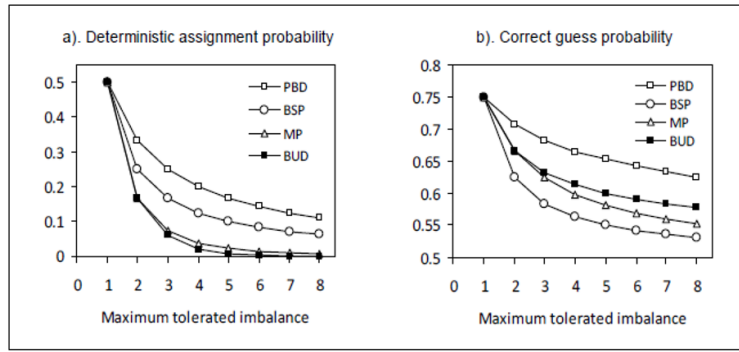 a). Deterministic assignment probability
0.5
0.4
0.3
0.2
0.1
0
0 1 2 3 4 5 6 7 8
Maximum tolerated imbalance
PBD
BSP
MP
BUD
b). Correct guess probability
0.8
0.75
0.7
0.65
0.6
0.55
0.5
0 1 2 3 4 5 6 7 8
Maximum tolerated imbalance
PBD
BSP
MP
BUD